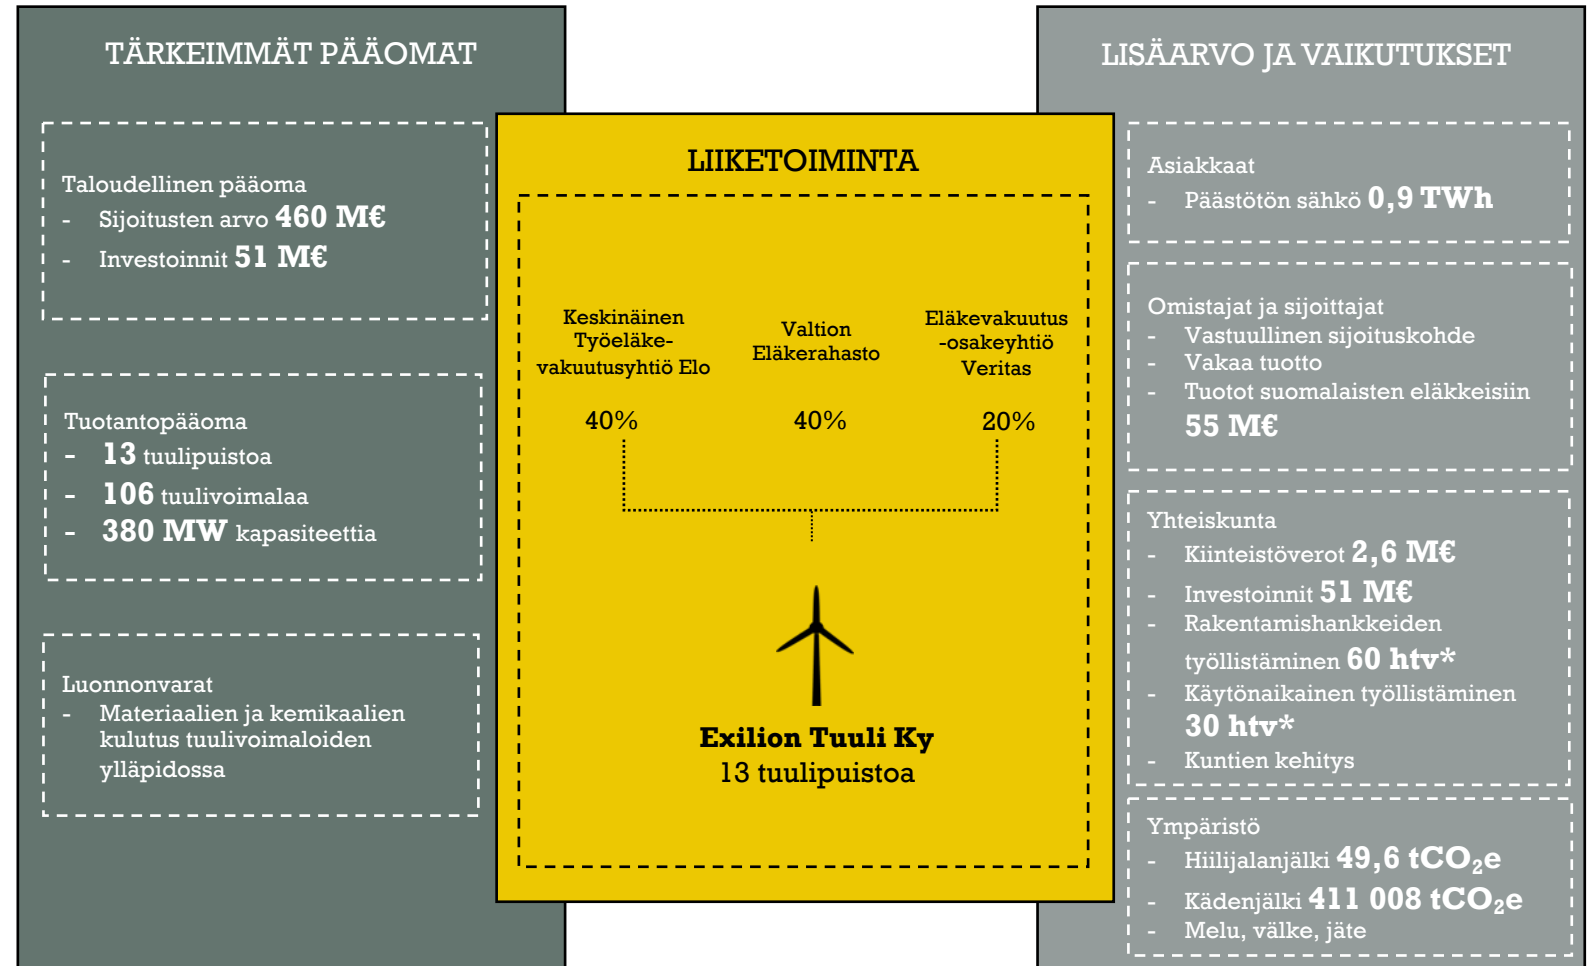 TÄRKEIMMÄT PÄÄOMAT
Taloudellinen pääoma
- Sijoitusten arvo 460 M€
- Investoinnit 51 M€
Tuotantopääoma
- 13 tuulipuistoa
- 106 tuulivoimalaa
- 380 MW kapasiteettia
Luonnonvarat
- Materiaalien ja kemikaalien
kulutus tuulivoimaloiden
ylläpidossa
LIIKETOIMINTA
Keskinäinen
Työeläke-
vakuutusyhtiö Elo
40%
Valtion
Eläkerahasto
40%
Eläkevakuutus
-osakeyhtiö
Veritas
20%
Exilion Tuuli Ky
13 tuulipuistoa
LISÄARVO JA VAIKUTUKSET
Asiakkaat
- Päästötön sähkö 0,9 TWh
Omistajat ja sijoittajat
- Vastuullinen sijoituskohde
- Vakaa tuotto
- Tuotot suomalaisten eläkkeisiin
55 M€
Yhteiskunta
- Kiinteistöverot 2,6 M€
- Investoinnit 51 M€
- Rakentamishankkeiden
työllistäminen 60 htv*
- Käytönaikainen työllistäminen
30 htv*
- Kuntien kehitys
Ympäristö
- Hiilijalanjälki 49,6 tCO₂e
- Kädenjälki 411 008 tCO₂e
- Melu, välke, jäte